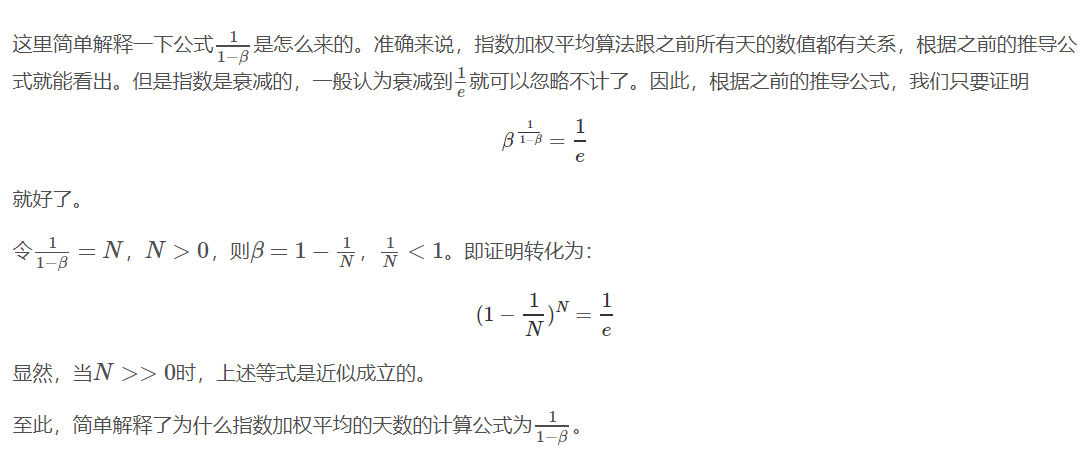 这里简单解释一下公式$\frac{1}{1-\beta}$是怎么来的。准确来说，指数加权平均算法跟之前所有天的数值都有关系，根据之前的推导公
式就能看出。但是指数是衰减的，一般认为衰减到$\frac{1}{e}$就可以忽略不计了。因此，根据之前的推导公式，我们只要证明
$\beta^{\frac{1}{1-\beta}} = \frac{1}{e}$
就好了。
令$\frac{1}{1-\beta} = N$，$N > 0$，则$\beta = 1 - \frac{1}{N}$，$\frac{1}{N} < 1$。即证明转化为：
$(1 - \frac{1}{N})^N = \frac{1}{e}$
显然，当$N >> 0$时，上述等式是近似成立的。
至此，简单解释了为什么指数加权平均的天数的计算公式为$\frac{1}{1-\beta}$。